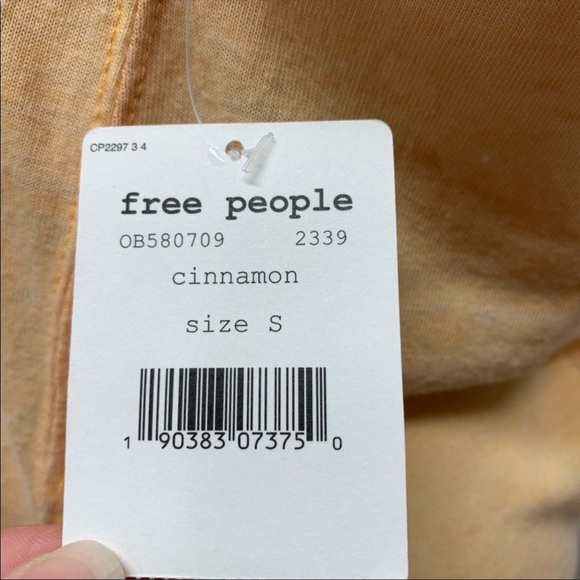 CP2297 3 4
free people
OB580709 2339
cinnamon
size S
1 90383 07375 0